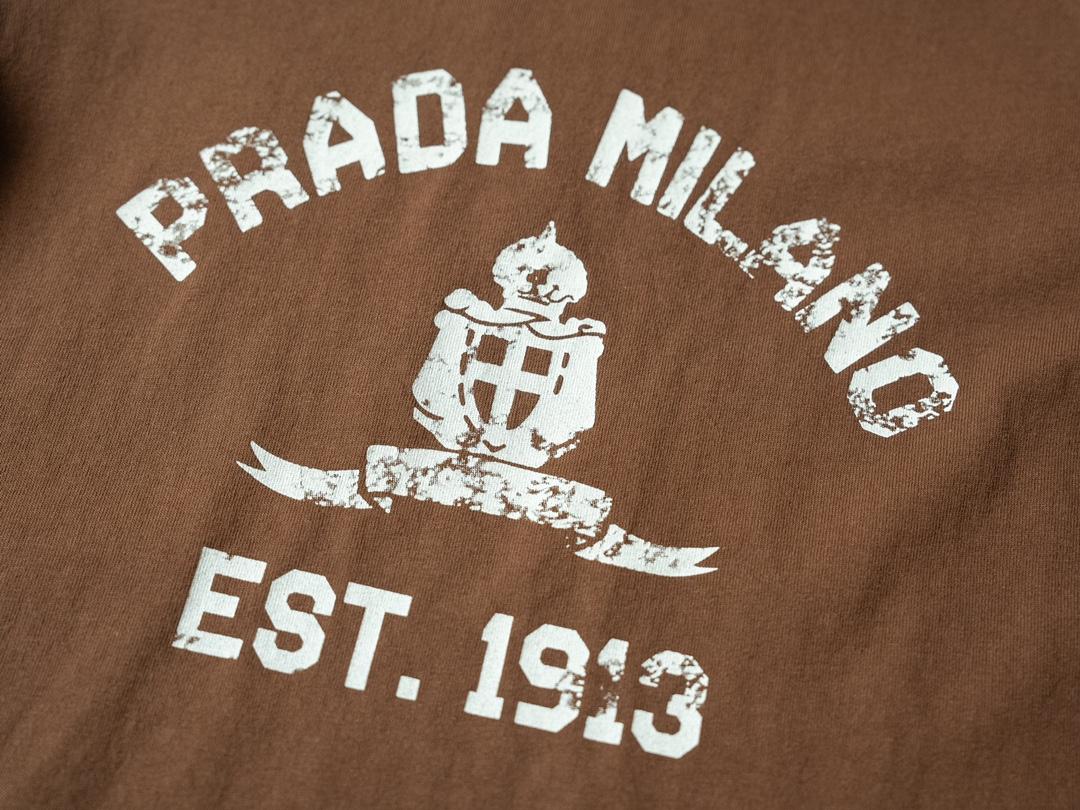 PRADA MILANO
EST. 1913